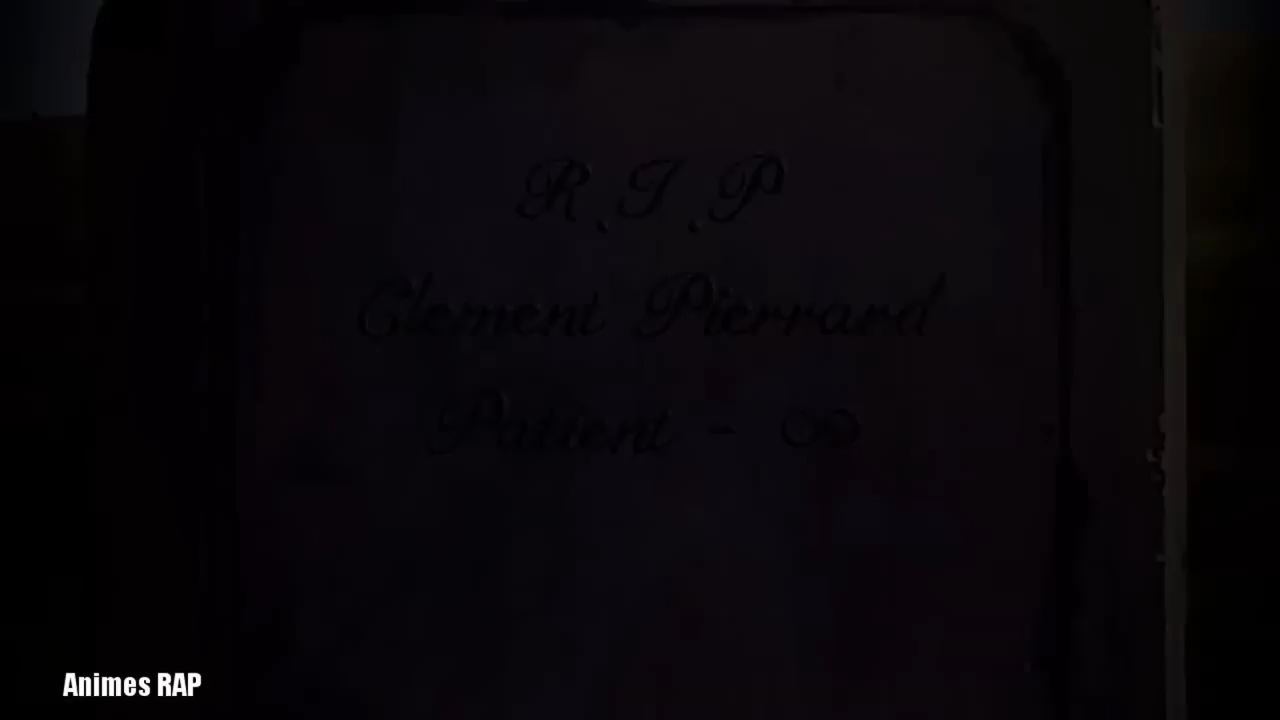 R.I.P
Clement Pierrard
Patient - ∞
Animes RAP